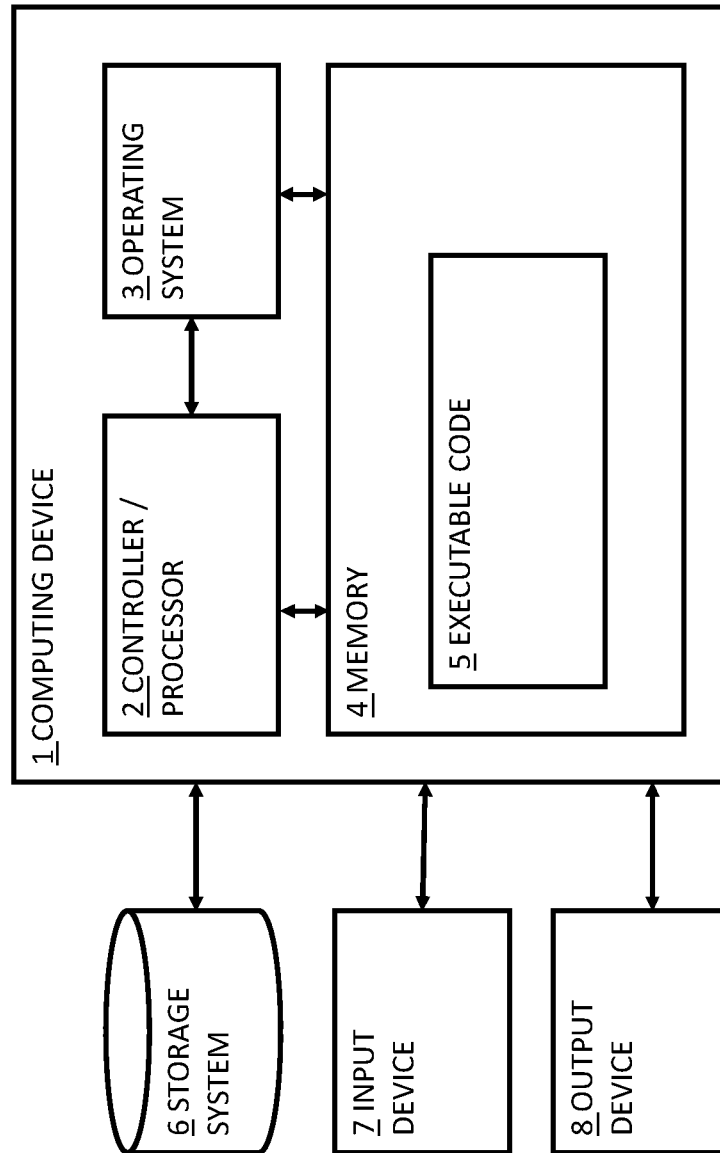 1 COMPUTING DEVICE
2 CONTROLLER /
PROCESSOR
3 OPERATING
SYSTEM
4 MEMORY
5 EXECUTABLE CODE
6 STORAGE
SYSTEM
7 INPUT
DEVICE
8 OUTPUT
DEVICE